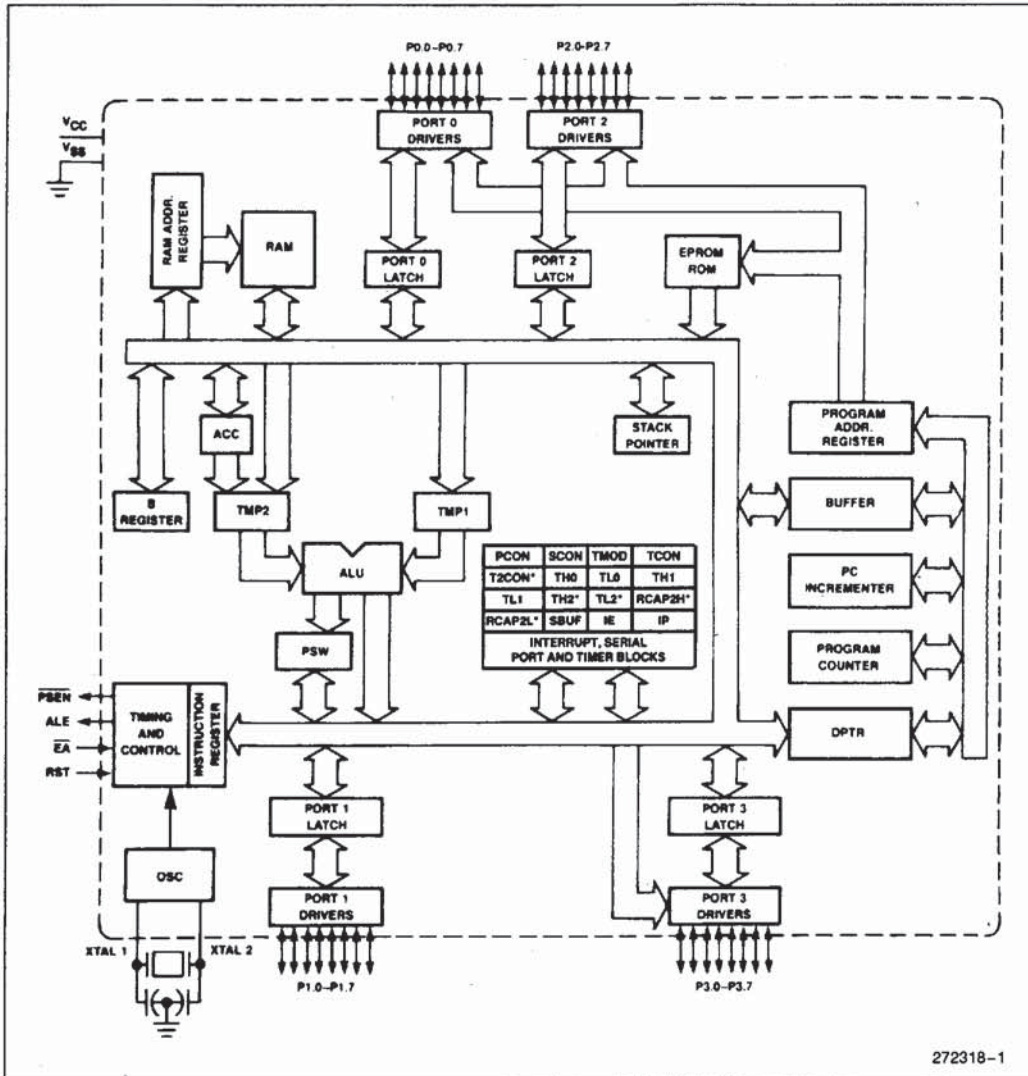 P0.0–P0.7
P2.0–P2.7
VCC
VSS
PORT 0
DRIVERS
PORT 2
DRIVERS
RAM ADDR.
REGISTER
RAM
PORT 0
LATCH
PORT 2
LATCH
EPROM
ROM
ACC
STACK
POINTER
PROGRAM
ADDR.
REGISTER
B
REGISTER
TMP2
TMP1
BUFFER
ALU
PCON SCON TMOD TCON
T2CON* TH0 TL0 TH1
TL1 TH2* TL2* RCAP2H*
RCAP2L* SBUF IE IP
INTERRUPT, SERIAL
PORT AND TIMER BLOCKS
PC
INCREMENTER
PSW
PROGRAM
COUNTER
PSEN
ALE
EA
RST
TIMING
AND
CONTROL
INSTRUCTION
REGISTER
DPTR
PORT 1
LATCH
PORT 3
LATCH
OSC
PORT 1
DRIVERS
PORT 3
DRIVERS
XTAL 1
XTAL 2
P1.0–P1.7
P3.0–P3.7
272318–1